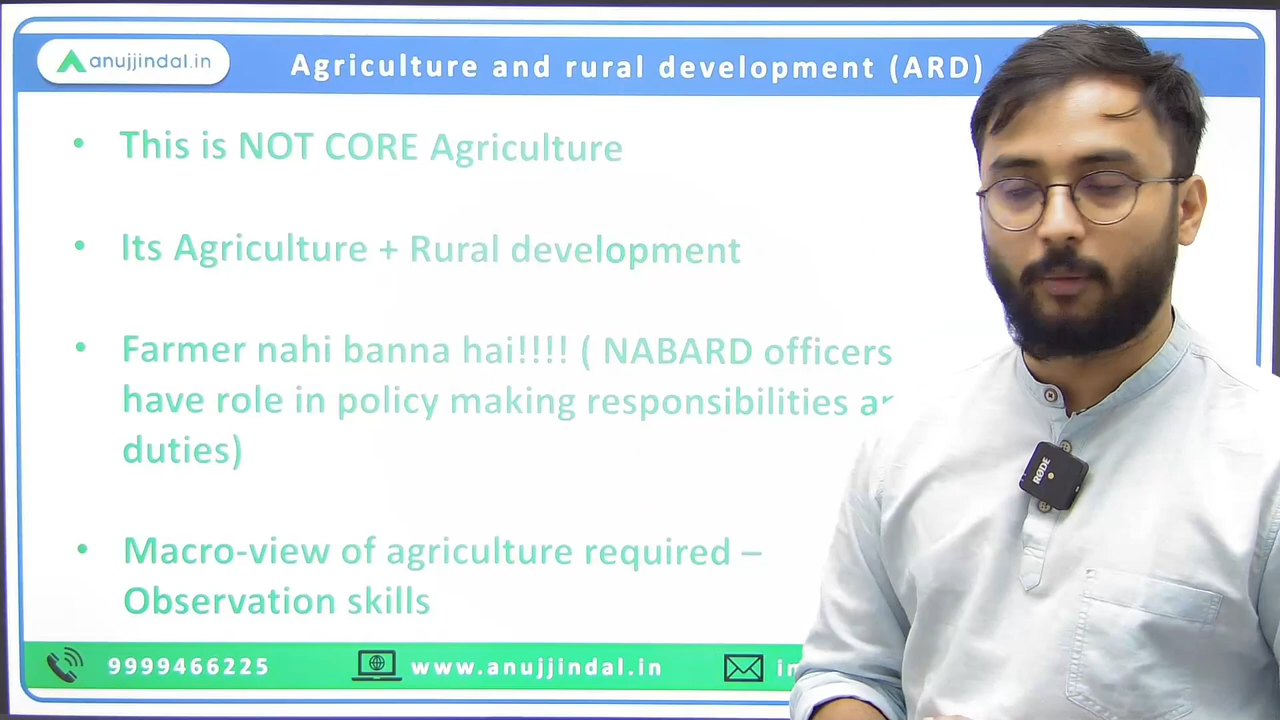 anujjindal.in
Agriculture and rural development (ARD)
• This is NOT CORE Agriculture
• Its Agriculture + Rural development
• Farmer nahi banna hai!!!! ( NABARD officers
have role in policy making responsibilities
duties)
• Macro-view of agriculture required –
Observation skills
9999466225
www.anujjindal.in
RØDE